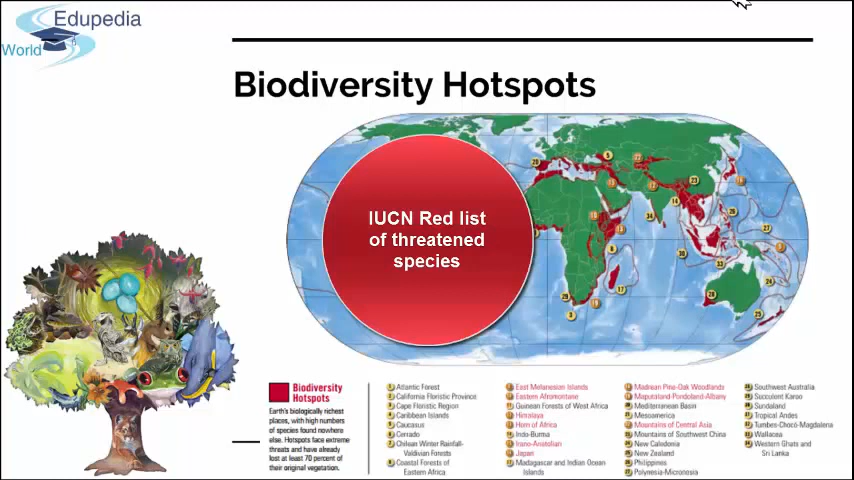 Edupedia
World
Biodiversity Hotspots
IUCN Red list
of threatened
species
Biodiversity
Hotspots
Earth's biologically richest
places, with high numbers
of species found nowhere
else. Hotspots face extreme
threats and have already
lost at least 70 percent of
their original vegetation.
Atlantic Forest
California Floristic Province
Cape Floristic Region
Caribbean Islands
Caucasus
Cerrado
Chilean Winter Rainfall-
Valdivian Forests
Coastal Forests of
Eastern Africa
East Melanesian Islands
Eastern Afromontane
Guinean Forests of West Africa
Himalaya
Horn of Africa
Indo-Burma
Irano-Anatolian
Japan
Madagascar and Indian Ocean
Islands
Madrean Pine-Oak Woodlands
Maputaland-Pondoland-Albany
Mediterranean Basin
Mesoamerica
Mountains of Central Asia
Mountains of Southwest China
New Caledonia
New Zealand
Philippines
Polynesia-Micronesia
Southwest Australia
Succulent Karoo
Sundaland
Tropical Andes
Tumbes-Chocó-Magdalena
Wallacea
Western Ghats and
Sri Lanka